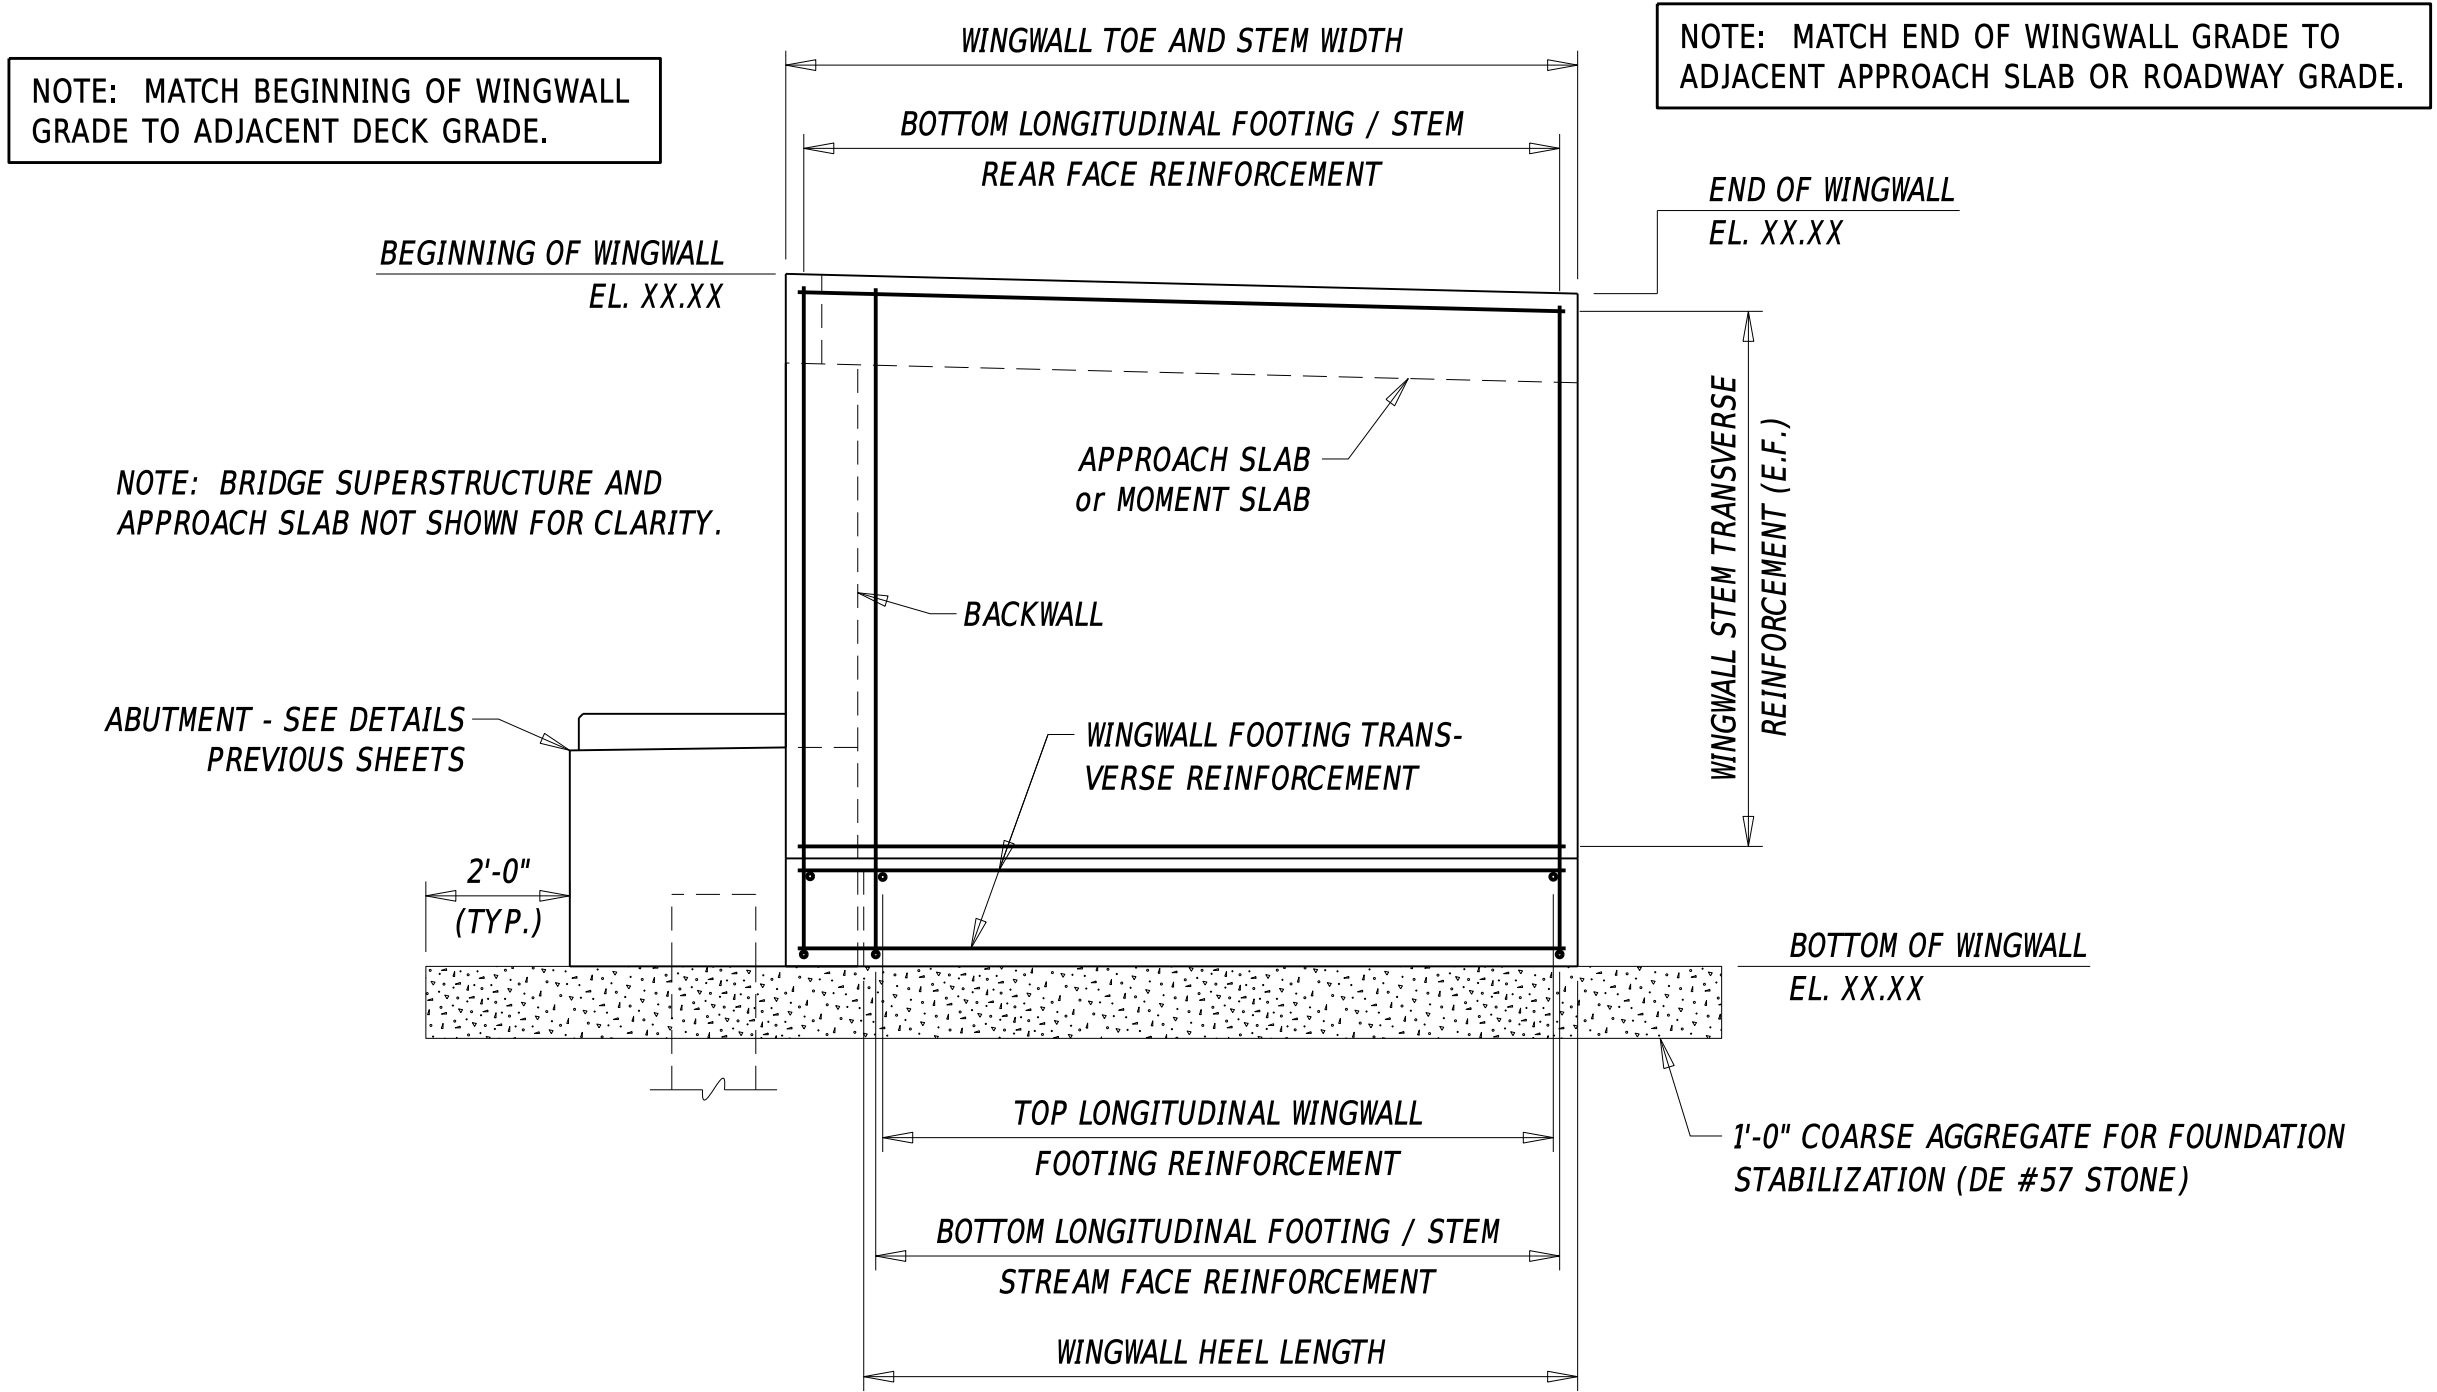 WINGWALL TOE AND STEM WIDTH
NOTE: MATCH END OF WINGWALL GRADE TO
ADJACENT APPROACH SLAB OR ROADWAY GRADE.
NOTE: MATCH BEGINNING OF WINGWALL
GRADE TO ADJACENT DECK GRADE.
BOTTOM LONGITUDINAL FOOTING / STEM
REAR FACE REINFORCEMENT
END OF WINGWALL
EL. XX.XX
BEGINNING OF WINGWALL
EL. XX.XX
APPROACH SLAB
or MOMENT SLAB
WINGWALL STEM TRANSVERSE
REINFORCEMENT (E.F.)
NOTE: BRIDGE SUPERSTRUCTURE AND
APPROACH SLAB NOT SHOWN FOR CLARITY.
BACKWALL
ABUTMENT - SEE DETAILS
PREVIOUS SHEETS
WINGWALL FOOTING TRANS-
VERSE REINFORCEMENT
2'-0"
(TYP.)
BOTTOM OF WINGWALL
EL. XX.XX
TOP LONGITUDINAL WINGWALL
FOOTING REINFORCEMENT
1'-0" COARSE AGGREGATE FOR FOUNDATION
STABILIZATION (DE #57 STONE)
BOTTOM LONGITUDINAL FOOTING / STEM
STREAM FACE REINFORCEMENT
WINGWALL HEEL LENGTH